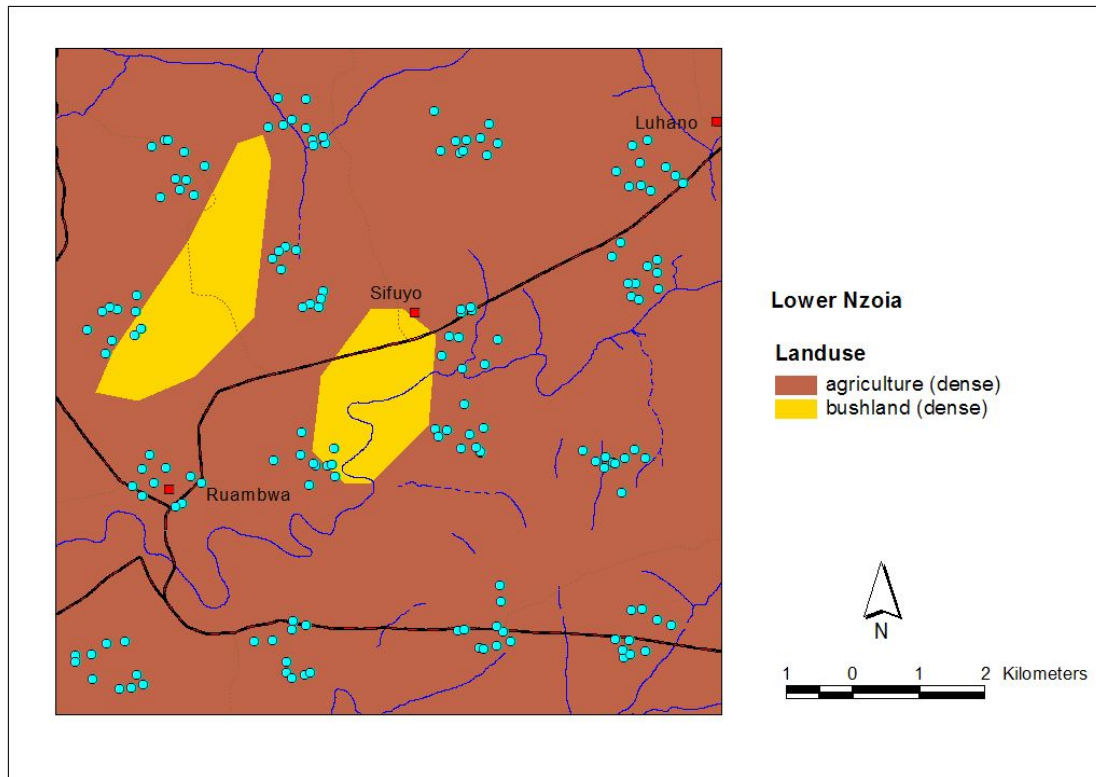 Luhano
Sifuyo
Ruambwa
Lower Nzoia
Landuse
agriculture (dense)
bushland (dense)
N
1 0 1 2 Kilometers